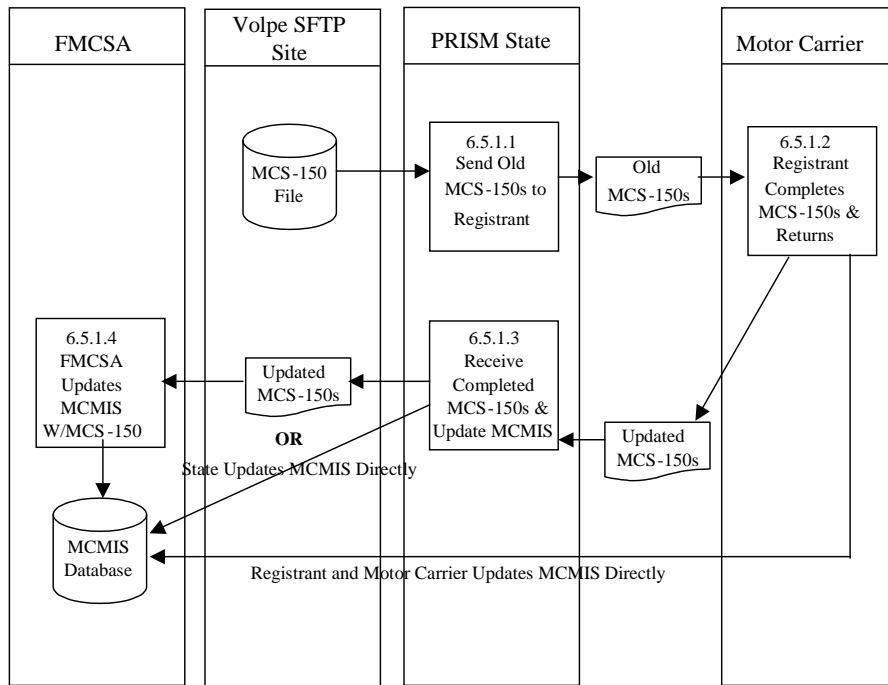 FMCSA
Volpe SFTP
Site
PRISM State
Motor Carrier
MCS-150
File
6.5.1.1
Send Old
MCS-150s to
Registrant
Old
MCS-150s
6.5.1.2
Registrant
Completes
MCS-150s &
Returns
6.5.1.4
FMCSA
Updates
MCMIS
W/MCS-150
Updated
MCS-150s
6.5.1.3
Receive
Completed
MCS-150s &
Update MCMIS
Updated
MCS-150s
OR
State Updates MCMIS Directly
MCMIS
Database
Registrant and Motor Carrier Updates MCMIS Directly